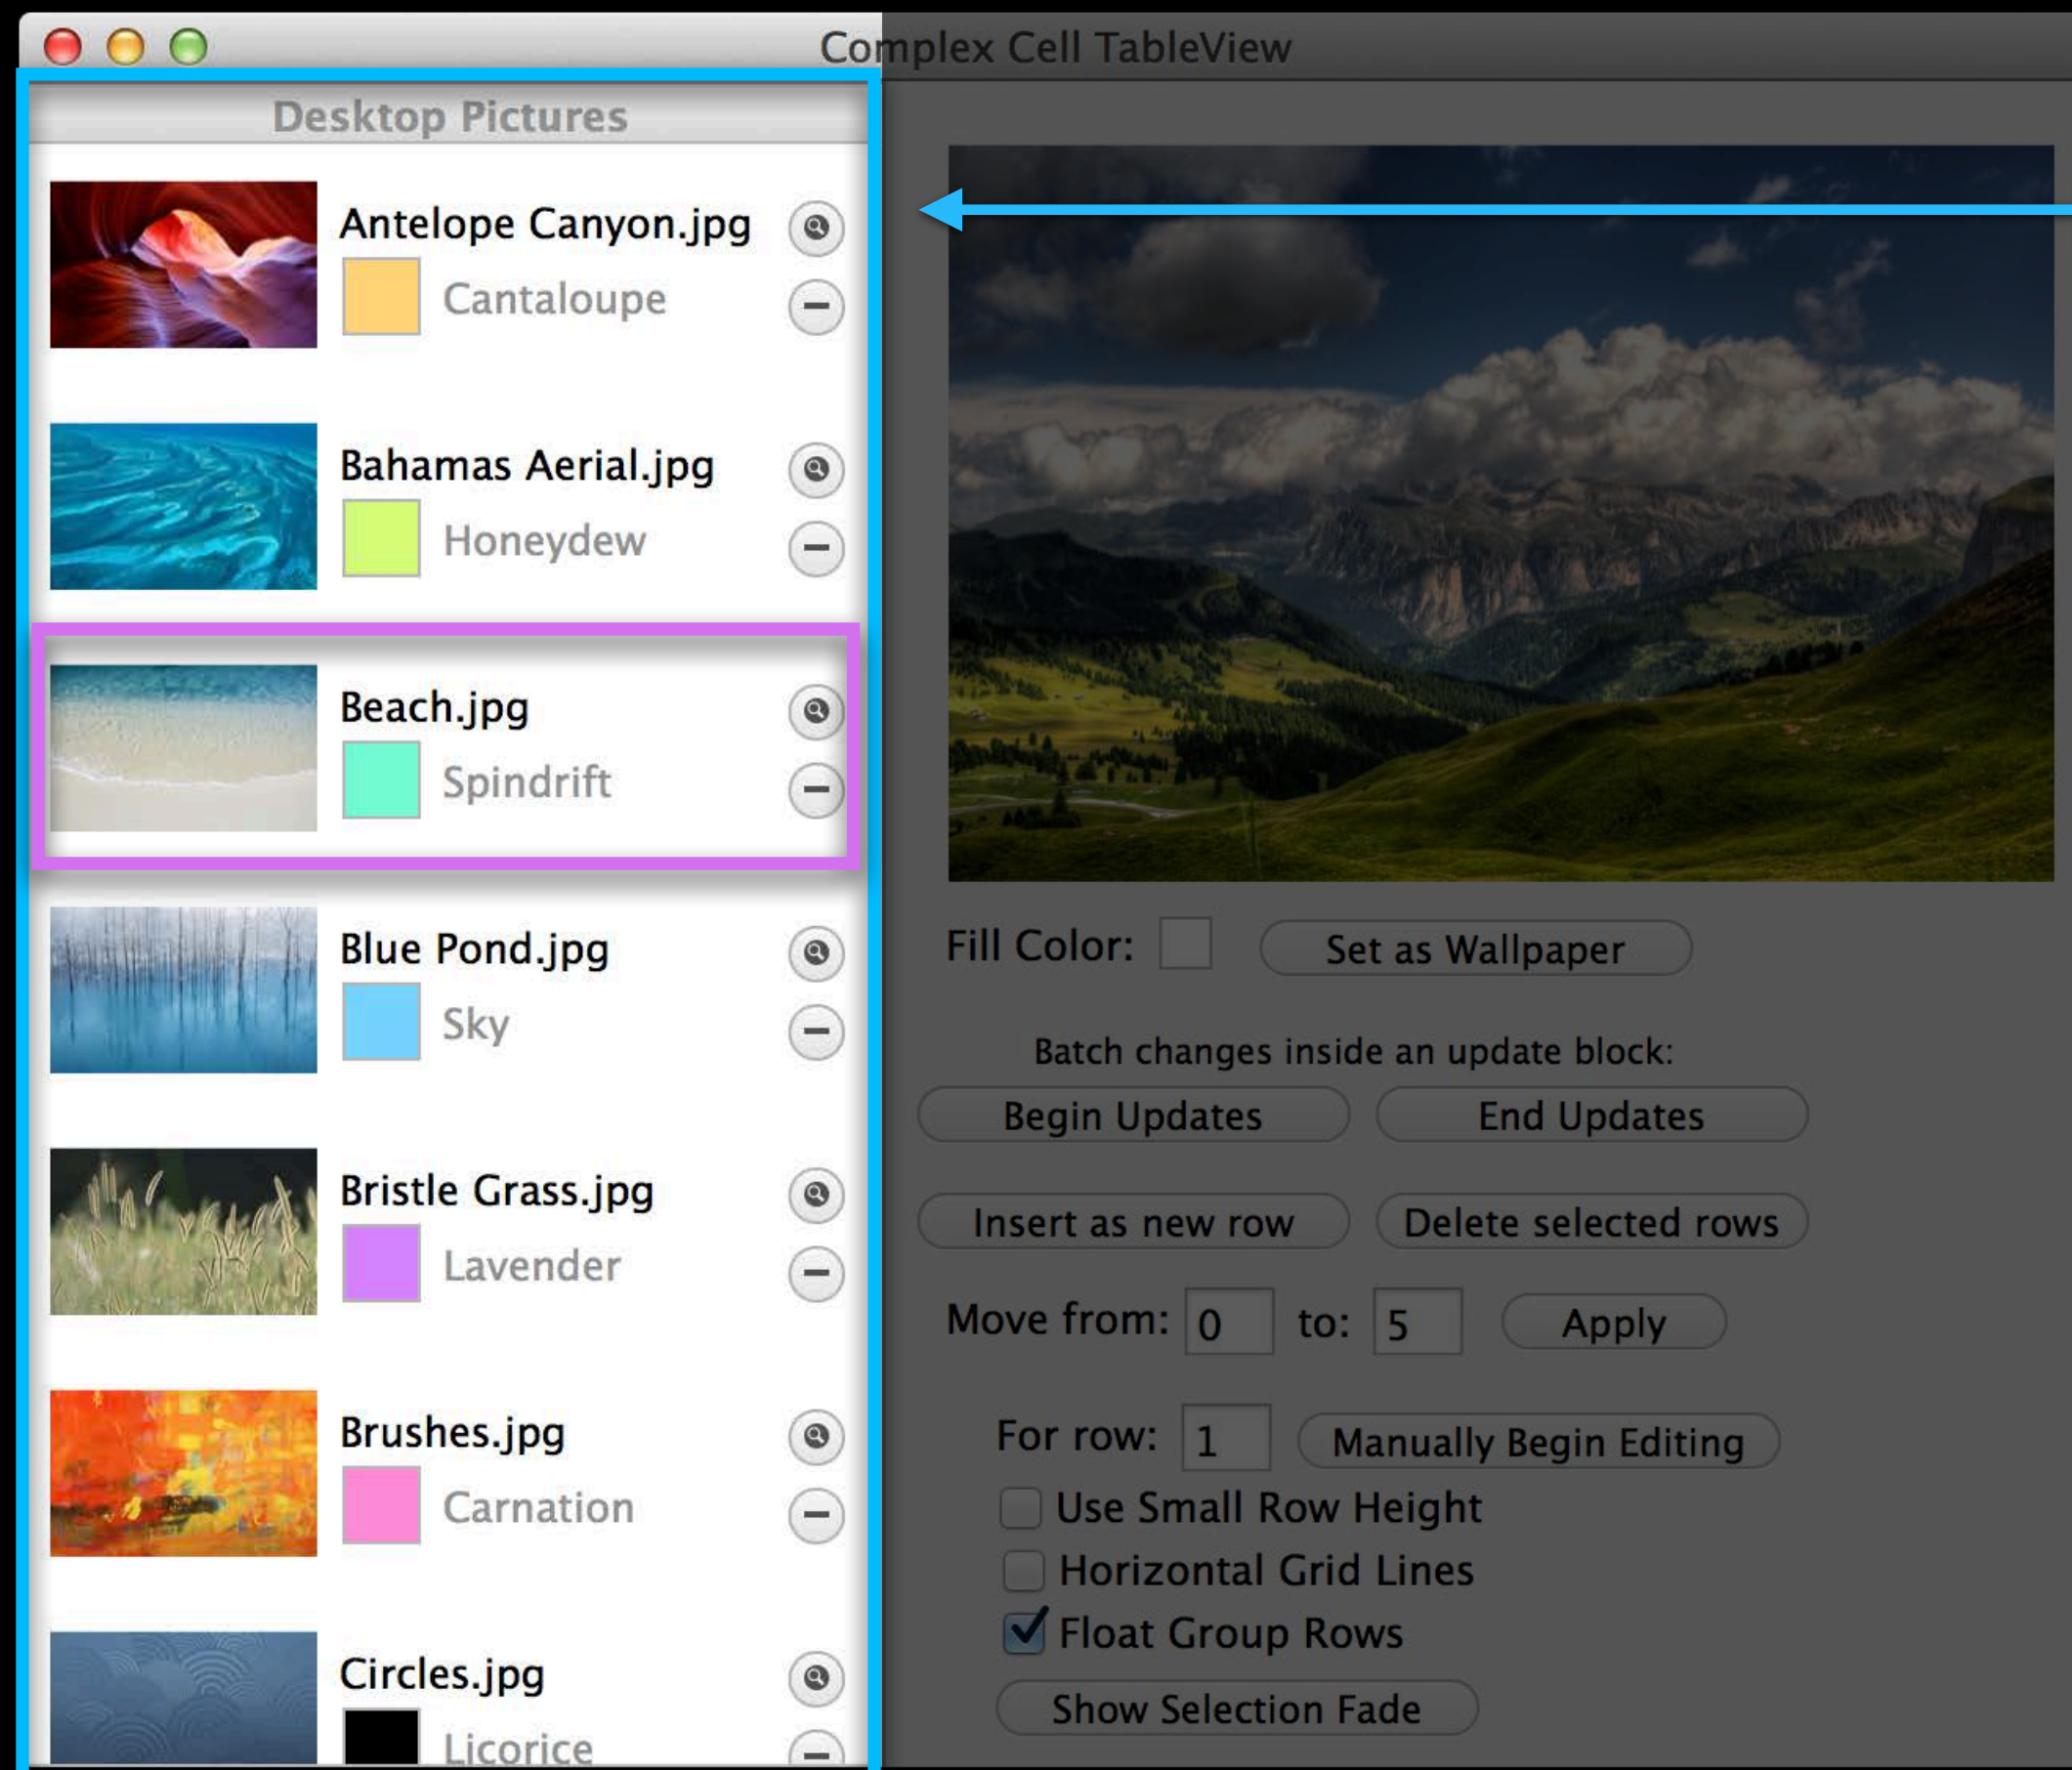 Complex Cell TableView
Desktop Pictures
Antelope Canyon.jpg
Cantaloupe
Bahamas Aerial.jpg
Honeydew
Beach.jpg
Spindrift
Blue Pond.jpg
Sky
Bristle Grass.jpg
Lavender
Brushes.jpg
Carnation
Circles.jpg
Licorice
Fill Color: Set as Wallpaper
Batch changes inside an update block:
Begin Updates End Updates
Insert as new row Delete selected rows
Move from: 0 to: 5 Apply
For row: 1 Manually Begin Editing
Use Small Row Height
Horizontal Grid Lines
Float Group Rows
Show Selection Fade